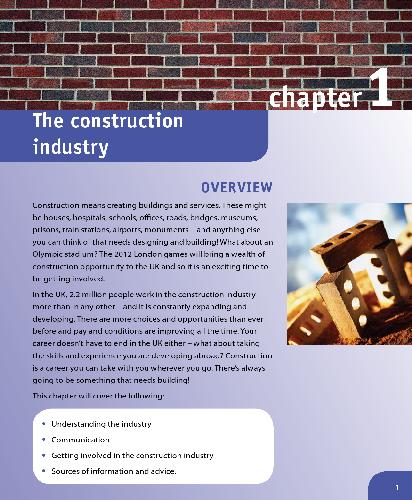 chapter 1
The construction
industry
OVERVIEW
Construction means creating buildings and services. These might
be houses, hospitals, schools, offices, roads, bridges, museums,
prisons, train stations, airports, monuments – and anything else
you can think of that needs designing and building! What about an
Olympic stadium? The 2012 London games will bring a wealth of
construction opportunity to the UK and so it is an exciting time to
be getting involved.
In the UK, 2.2 million people work in the construction industry
– more than in any other – and it is constantly expanding and
developing. There are more choices and opportunities than ever
before and pay and conditions are improving all the time. Your
career doesn't have to end in the UK either – what about taking
the skills and experience you are developing abroad? Construction
is a career you can take with you wherever you go. There's always
going to be something that needs building!
This chapter will cover the following:
• Understanding the industry
• Communication
• Getting involved in the construction industry
• Sources of information and advice.
1